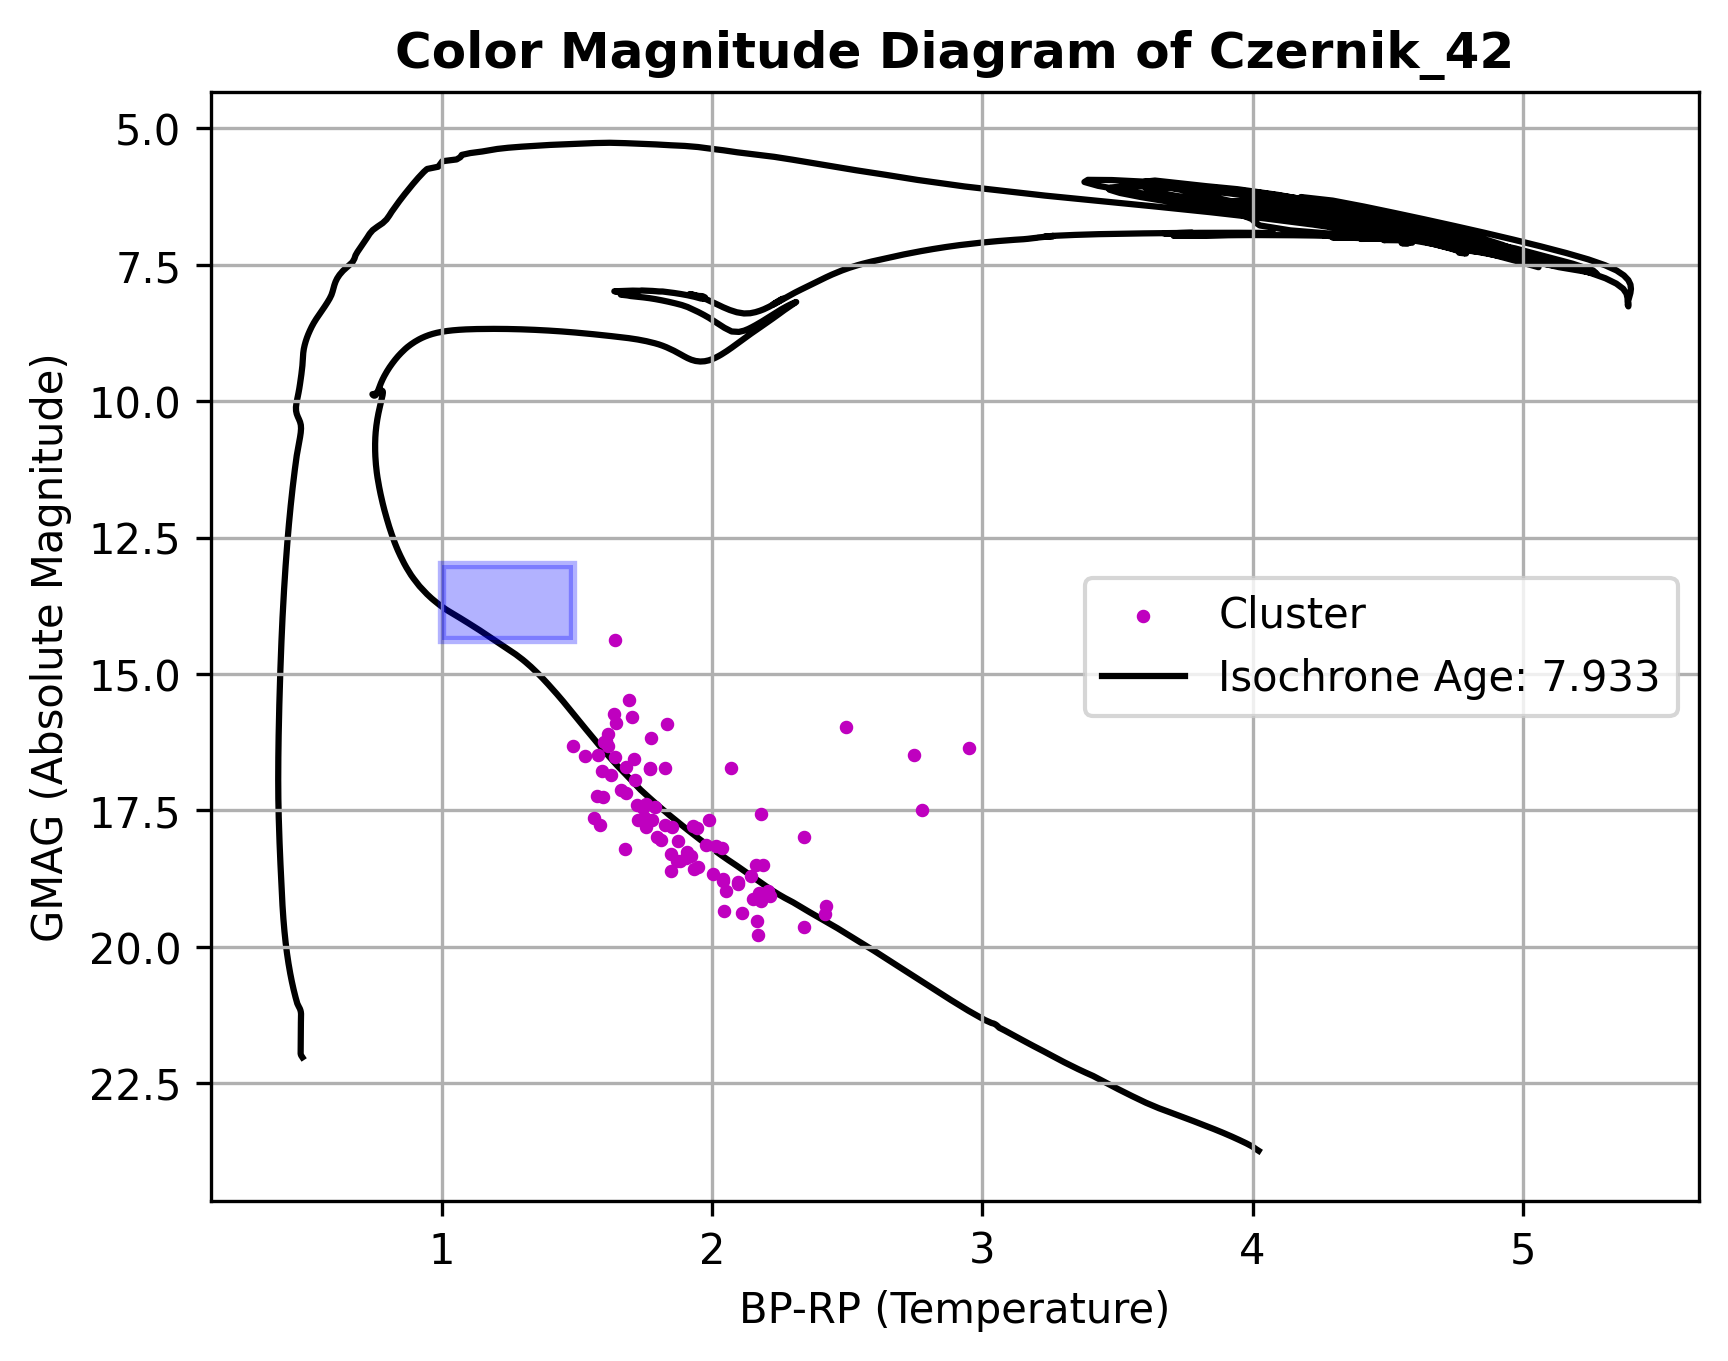 Color Magnitude Diagram of Czernik_42
GMAG (Absolute Magnitude)
5.0
7.5
10.0
12.5
15.0
17.5
20.0
22.5
Cluster
Isochrone Age: 7.933
1 2 3 4 5
BP-RP (Temperature)